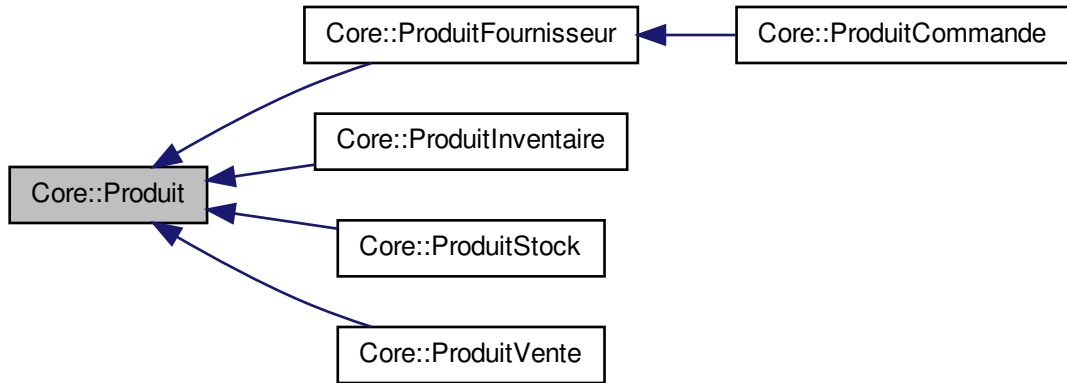 Core::ProduitFournisseur
Core::ProduitCommande
Core::ProduitInventaire
Core::Produit
Core::ProduitStock
Core::ProduitVente